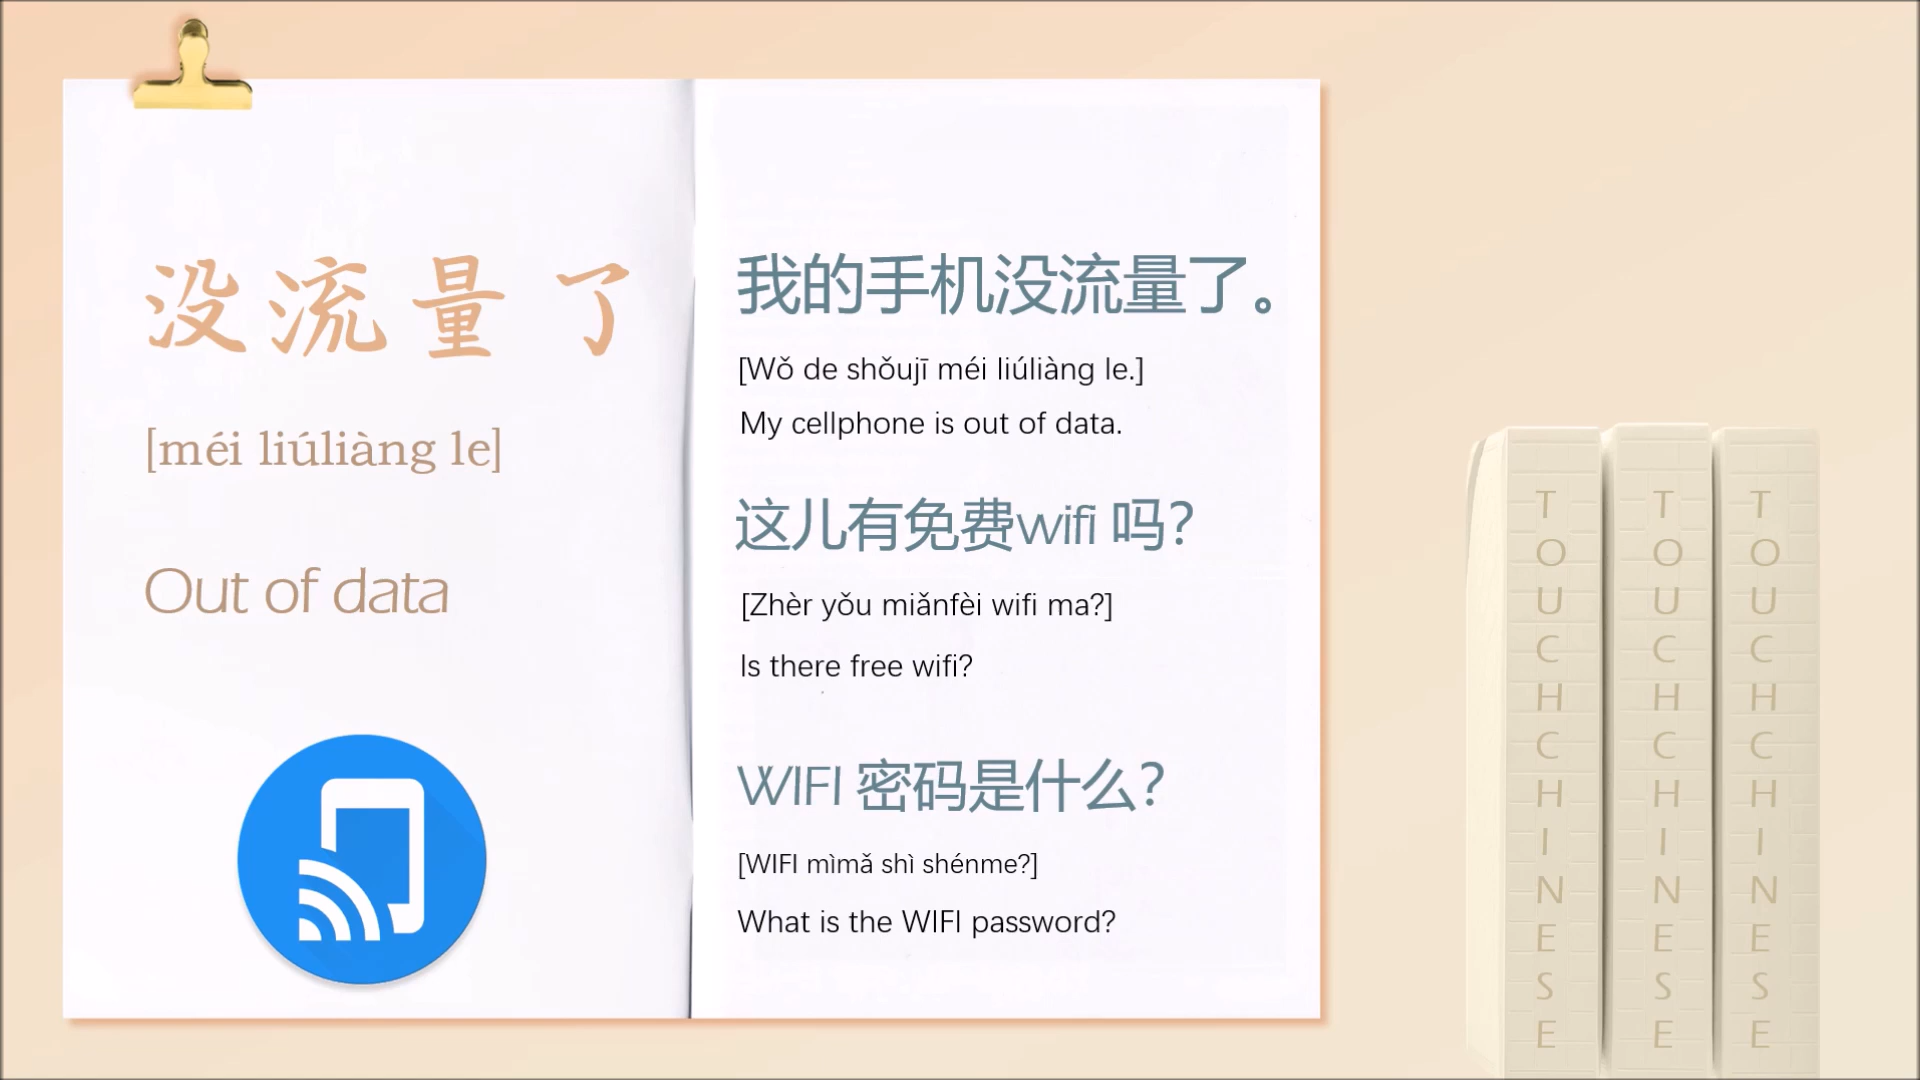 没流量了
[méi liúliàng le]
Out of data
我的手机没流量了。
[Wǒ de shǒujī méi liúliàng le.]
My cellphone is out of data.
这儿有免费wifi 吗?
[Zhèr yǒu miǎnfèi wifi ma?]
Is there free wifi?
WIFI 密码是什么?
[WIFI mìmǎ shì shénme?]
What is the WIFI password?
TOUCHCHINESE
TOUCHCHINESE
TOUCHCHINESE